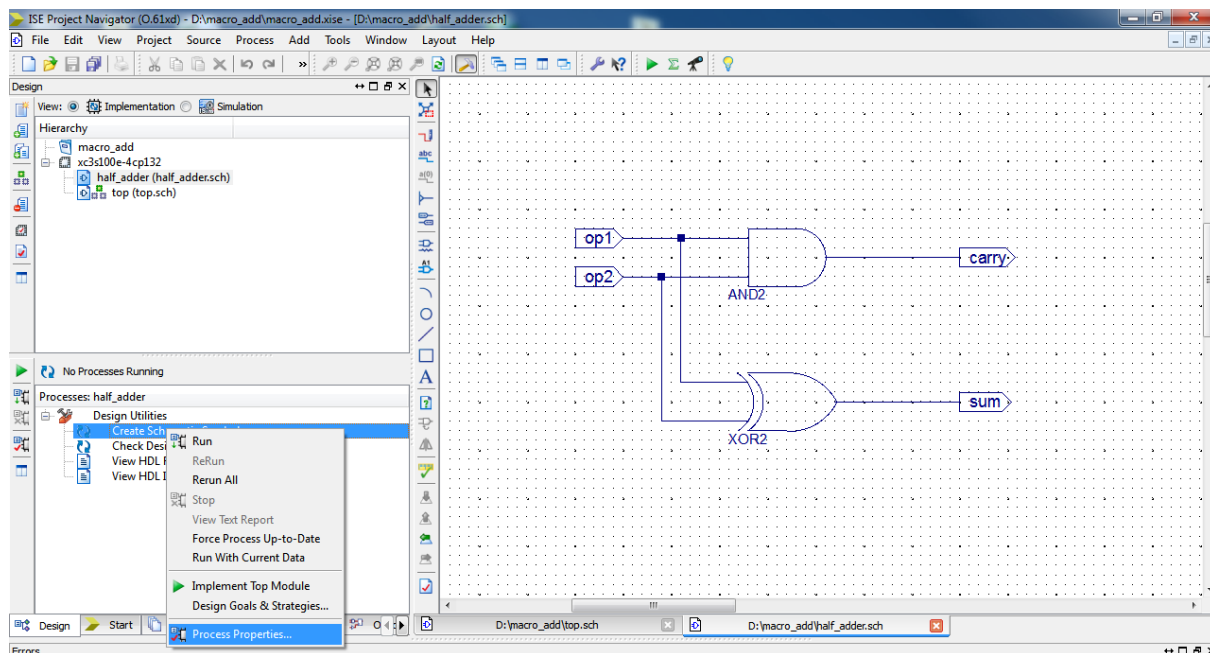 ISE Project Navigator (O.61xd) - D:\macro_add\macro_add.xise - [D:\macro_add\half_adder.sch]
File Edit View Project Source Process Add Tools Window Layout Help
Design
View: Implementation Simulation
Hierarchy
macro_add
xc3s100e-4cp132
half_adder (half_adder.sch)
top (top.sch)
No Processes Running
Processes: half_adder
Design Utilities
Create Sch
Check Desi
View HDL F
View HDL I
Run
ReRun
Rerun All
Stop
View Text Report
Force Process Up-to-Date
Run With Current Data
Implement Top Module
Design Goals & Strategies...
Process Properties...
abc
A1
A
op1
op2
AND2
carry
XOR2
sum
Design Start
D:\macro_add\top.sch
D:\macro_add\half_adder.sch
Errors